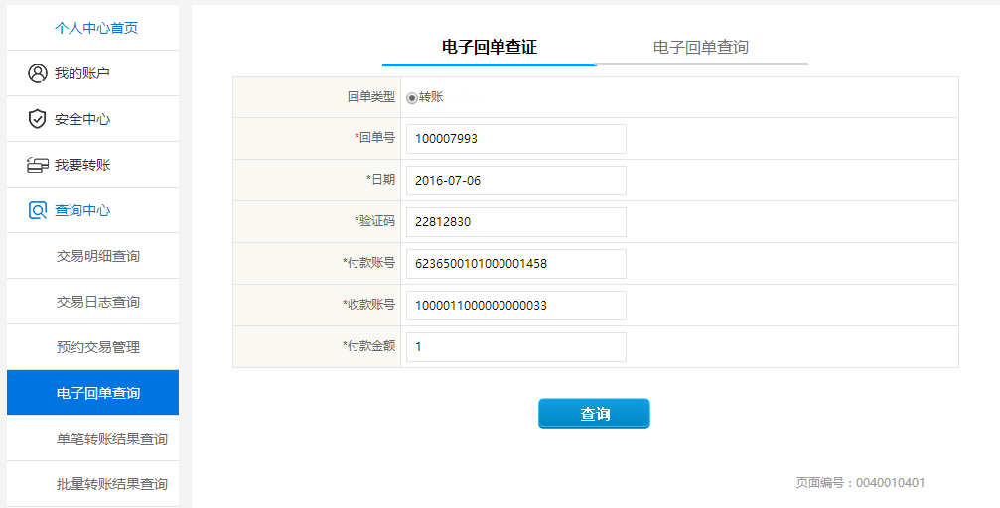 个人中心首页
我的账户
安全中心
我要转账
查询中心
交易明细查询
交易日志查询
预约交易管理
电子回单查询
单笔转账结果查询
批量转账结果查询
电子回单查证 电子回单查询
回单类型 转账
*回单号 100007993
*日期 2016-07-06
*验证码 22812830
*付款账号 6236500101000001458
*收款账号 1000011000000000033
*付款金额 1
查询
页面编号：0040010401